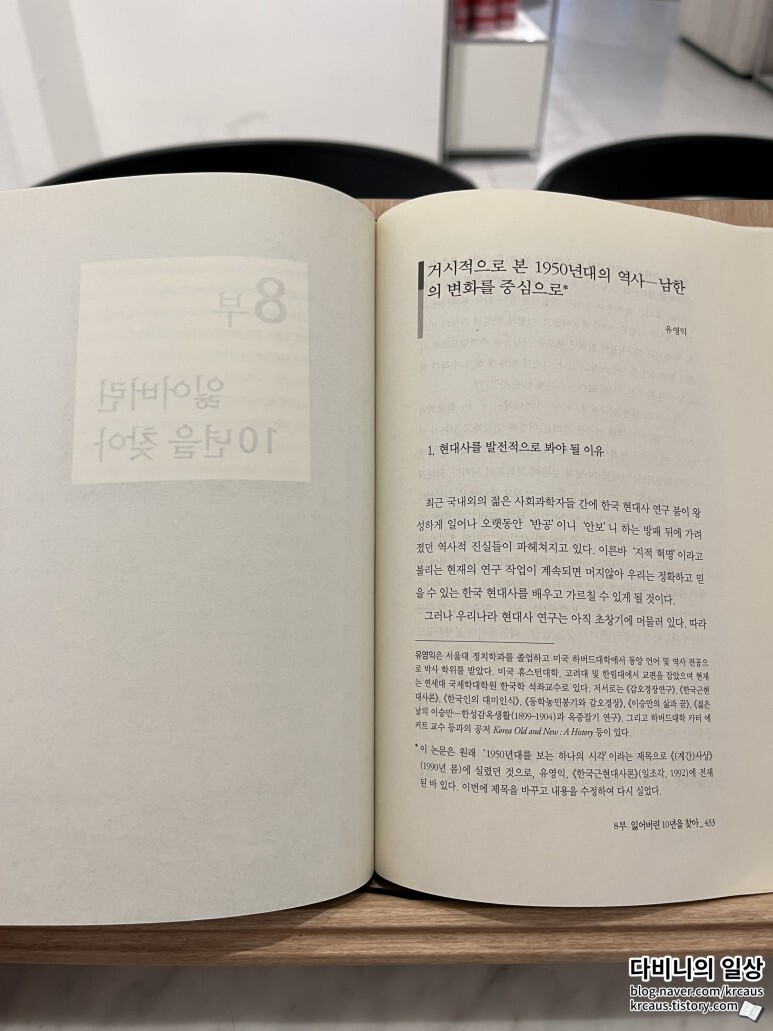 8부
잃어버린
10년을 찾아
거시적으로 본 1950년대의 역사—남한
의 변화를 중심으로*
유영익
1. 현대사를 발전적으로 봐야 될 이유
최근 국내외의 젊은 사회과학자들 간에 한국 현대사 연구 붐이 왕
성하게 일어나 오랫동안 '반공'이니 '안보'니 하는 방패 뒤에 가려
졌던 역사적 진실들이 파헤쳐지고 있다. 이른바 '지적 혁명'이라고
불리는 현재의 연구 작업이 계속되면 머지않아 우리는 정확하고 믿
을 수 있는 한국 현대사를 배우고 가르칠 수 있게 될 것이다.
그러나 우리나라 현대사 연구는 아직 초창기에 머물러 있다. 따라
유영익은 서울대 정치학과를 졸업하고 미국 하버드대학에서 동양 언어 및 역사 전공으
로 박사 학위를 받았다. 미국 휴스턴대학, 고려대 및 한림대에서 교편을 잡았으며 현재
는 연세대 국제학대학원 한국학 석좌교수로 있다. 저서로는 《갑오경장연구》, 《한국근현
대사론》, 《한국인의 대미인식》, 《동학농민봉기와 갑오경장》, 《이승만의 삶과 꿈》, 《젊은
날의 이승만—한성감옥생활(1899-1904)과 옥중잡기 연구》, 그리고 하버드대학 카터 에
커트 교수 등과의 공저 Korea Old and New : A History 등이 있다.
* 이 논문은 원래 '1950년대를 보는 하나의 시각'이라는 제목으로 《(계간)사상》
(1990년 봄)에 실렸던 것으로, 유영익, 《한국근현대사론》(일조각, 1992)에 전재
된 바 있다. 이번에 제목을 바꾸고 내용을 수정하여 다시 실었다.
8부 잃어버린 10년을 찾아_433
다비니의 일상
blog.naver.com/krcaus
krcaus.tistory.com